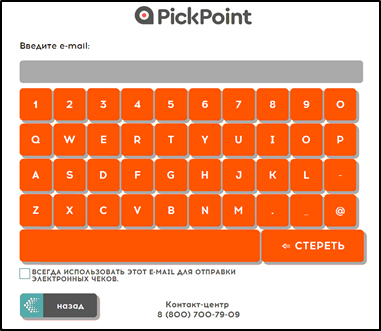 PickPoint
Введите e-mail:
1 2 3 4 5 6 7 8 9 0
Q W E R T Y U I O P
A S D F G H J K L -
Z X C V B N M . _ @
⇐ СТЕРЕТЬ
ВСЕГДА ИСПОЛЬЗОВАТЬ ЭТОТ E-MAIL ДЛЯ ОТПРАВКИ
ЭЛЕКТРОННЫХ ЧЕКОВ.
назад
Контакт-центр
8 (800) 700-79-09